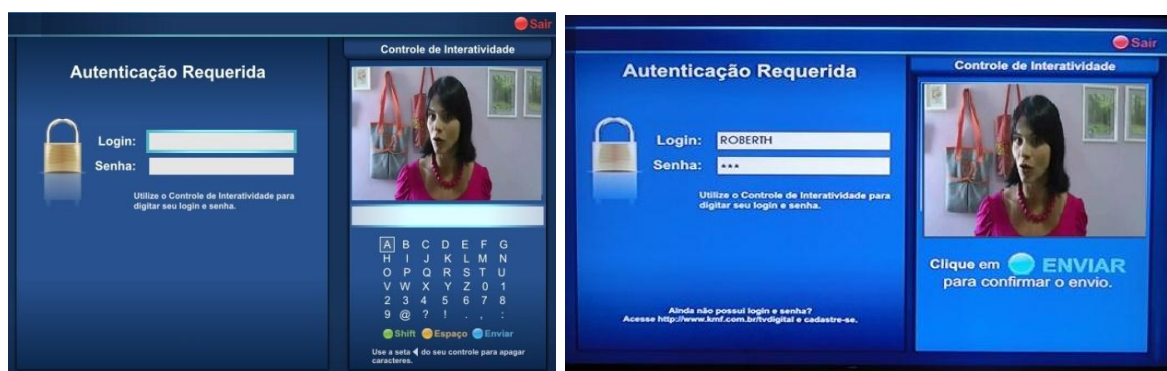 Sair
Controle de Interatividade
Autenticação Requerida
Login:
Senha:
Utilize o Controle de Interatividade para
digitar seu login e senha.
A B C D E F G
H I J K L M N
O P Q R S T U
V W X Y Z 0 1
2 3 4 5 6 7 8
9 @ ? ! . , :
Shift Espaço Enviar
Use a seta do seu controle para apagar
caracteres.
Sair
Controle de Interatividade
Autenticação Requerida
Login: ROBERTH
Senha: ***
Utilize o Controle de Interatividade para
digitar seu login e senha.
Clique em ENVIAR
para confirmar o envio.
Ainda não possui login e senha?
Acesse http://www.kmf.com.br/tvdigital e cadastre-se.